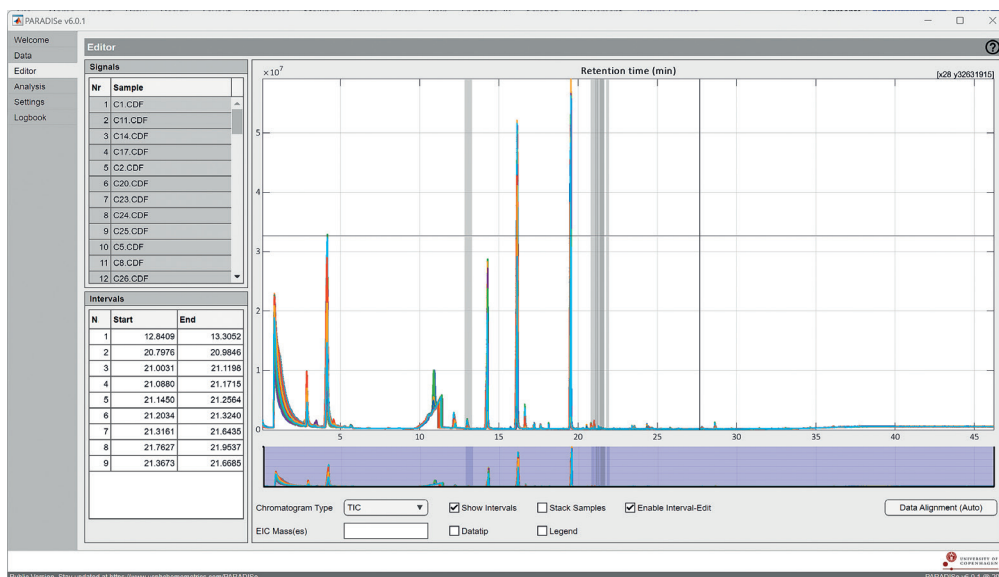 PARADISe v6.0.1
Welcome
Data
Editor
Analysis
Settings
Logbook
Editor
Signals
Nr Sample
1 C1.CDF
2 C11.CDF
3 C14.CDF
4 C17.CDF
5 C2.CDF
6 C20.CDF
7 C23.CDF
8 C24.CDF
9 C25.CDF
10 C5.CDF
11 C8.CDF
12 C26.CDF
Intervals
N Start End
1 12.8409 13.3052
2 20.7976 20.9846
3 21.0031 21.1198
4 21.0880 21.1715
5 21.1450 21.2564
6 21.2034 21.3240
7 21.3161 21.6435
8 21.7627 21.9537
9 21.3673 21.6685
×10⁷ Retention time (min) [x28 y32631915]
5
4
3
2
1
0
5 10 15 20 25 30 35 40 45
Chromatogram Type TIC Show Intervals Stack Samples Enable Interval-Edit Data Alignment (Auto)
EIC Mass(es) Datatip Legend
UNIVERSITY OF
COPENHAGEN